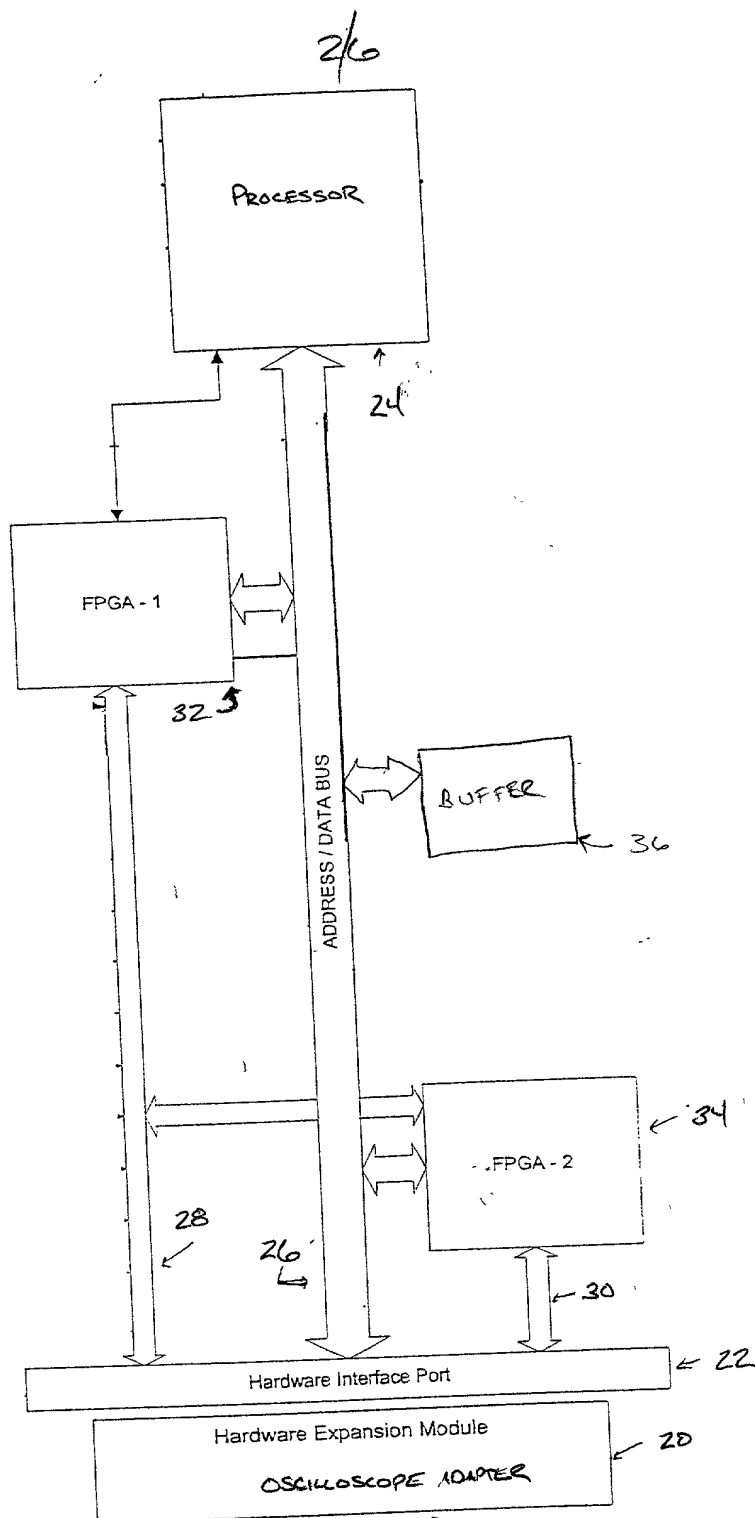 2/6
PROCESSOR
24
FPGA - 1
32
ADDRESS / DATA BUS
BUFFER
36
34
FPGA - 2
28
26
30
Hardware Interface Port
22
Hardware Expansion Module
20
OSCILLOSCOPE ADAPTER